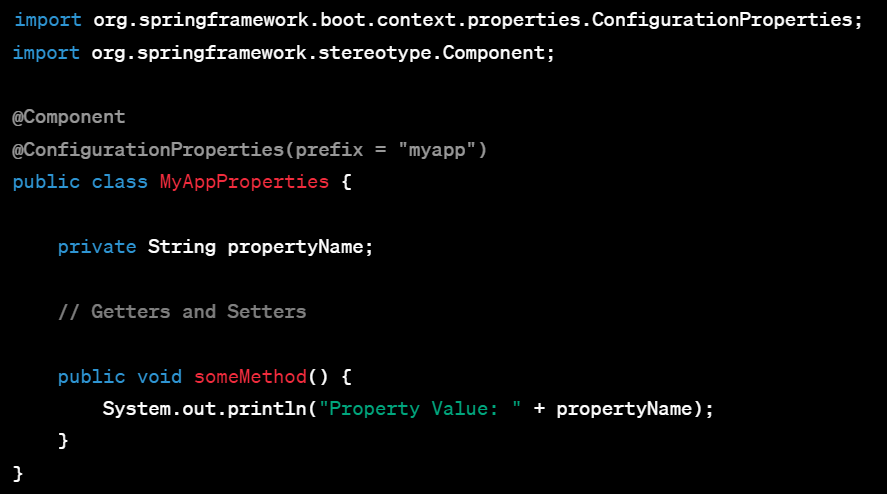 import org.springframework.boot.context.properties.ConfigurationProperties;
import org.springframework.stereotype.Component;
@Component
@ConfigurationProperties(prefix = "myapp")
public class MyAppProperties {
private String propertyName;
// Getters and Setters
public void someMethod() {
System.out.println("Property Value: " + propertyName);
}
}